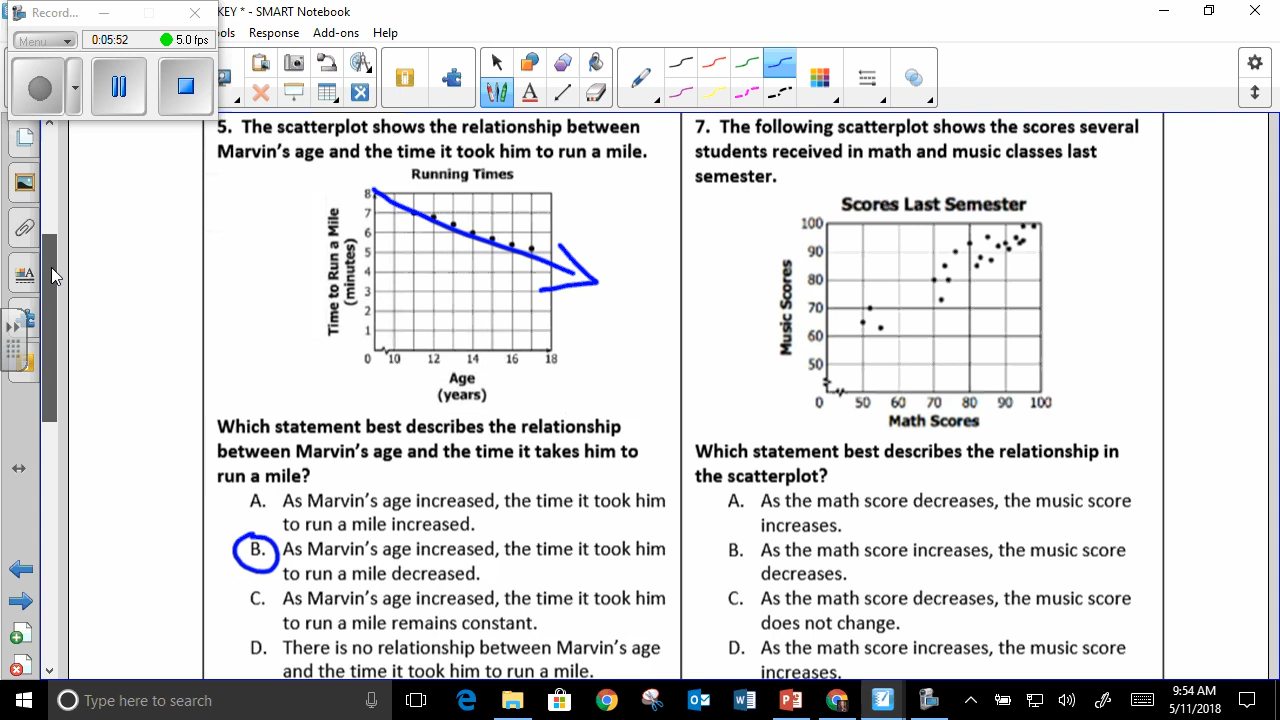 Record...
KEY * - SMART Notebook
Menu
0:05:52
5.0 fps
ols
Response
Add-ons
Help
5. The scatterplot shows the relationship between
Marvin's age and the time it took him to run a mile.
Running Times
Time to Run a Mile
(minutes)
8
7
6
5
4
3
2
1
0 10 12 14 16 18
Age
(years)
Which statement best describes the relationship
between Marvin's age and the time it takes him to
run a mile?
A. As Marvin's age increased, the time it took him
to run a mile increased.
B. As Marvin's age increased, the time it took him
to run a mile decreased.
C. As Marvin's age increased, the time it took him
to run a mile remains constant.
D. There is no relationship between Marvin's age
and the time it took him to run a mile.
7. The following scatterplot shows the scores several
students received in math and music classes last
semester.
Scores Last Semester
Music Scores
100
90
80
70
60
50
0 50 60 70 80 90 100
Math Scores
Which statement best describes the relationship in
the scatterplot?
A. As the math score decreases, the music score
increases.
B. As the math score increases, the music score
decreases.
C. As the math score decreases, the music score
does not change.
D. As the math score increases, the music score
increases.
Type here to search
9:54 AM
5/11/2018